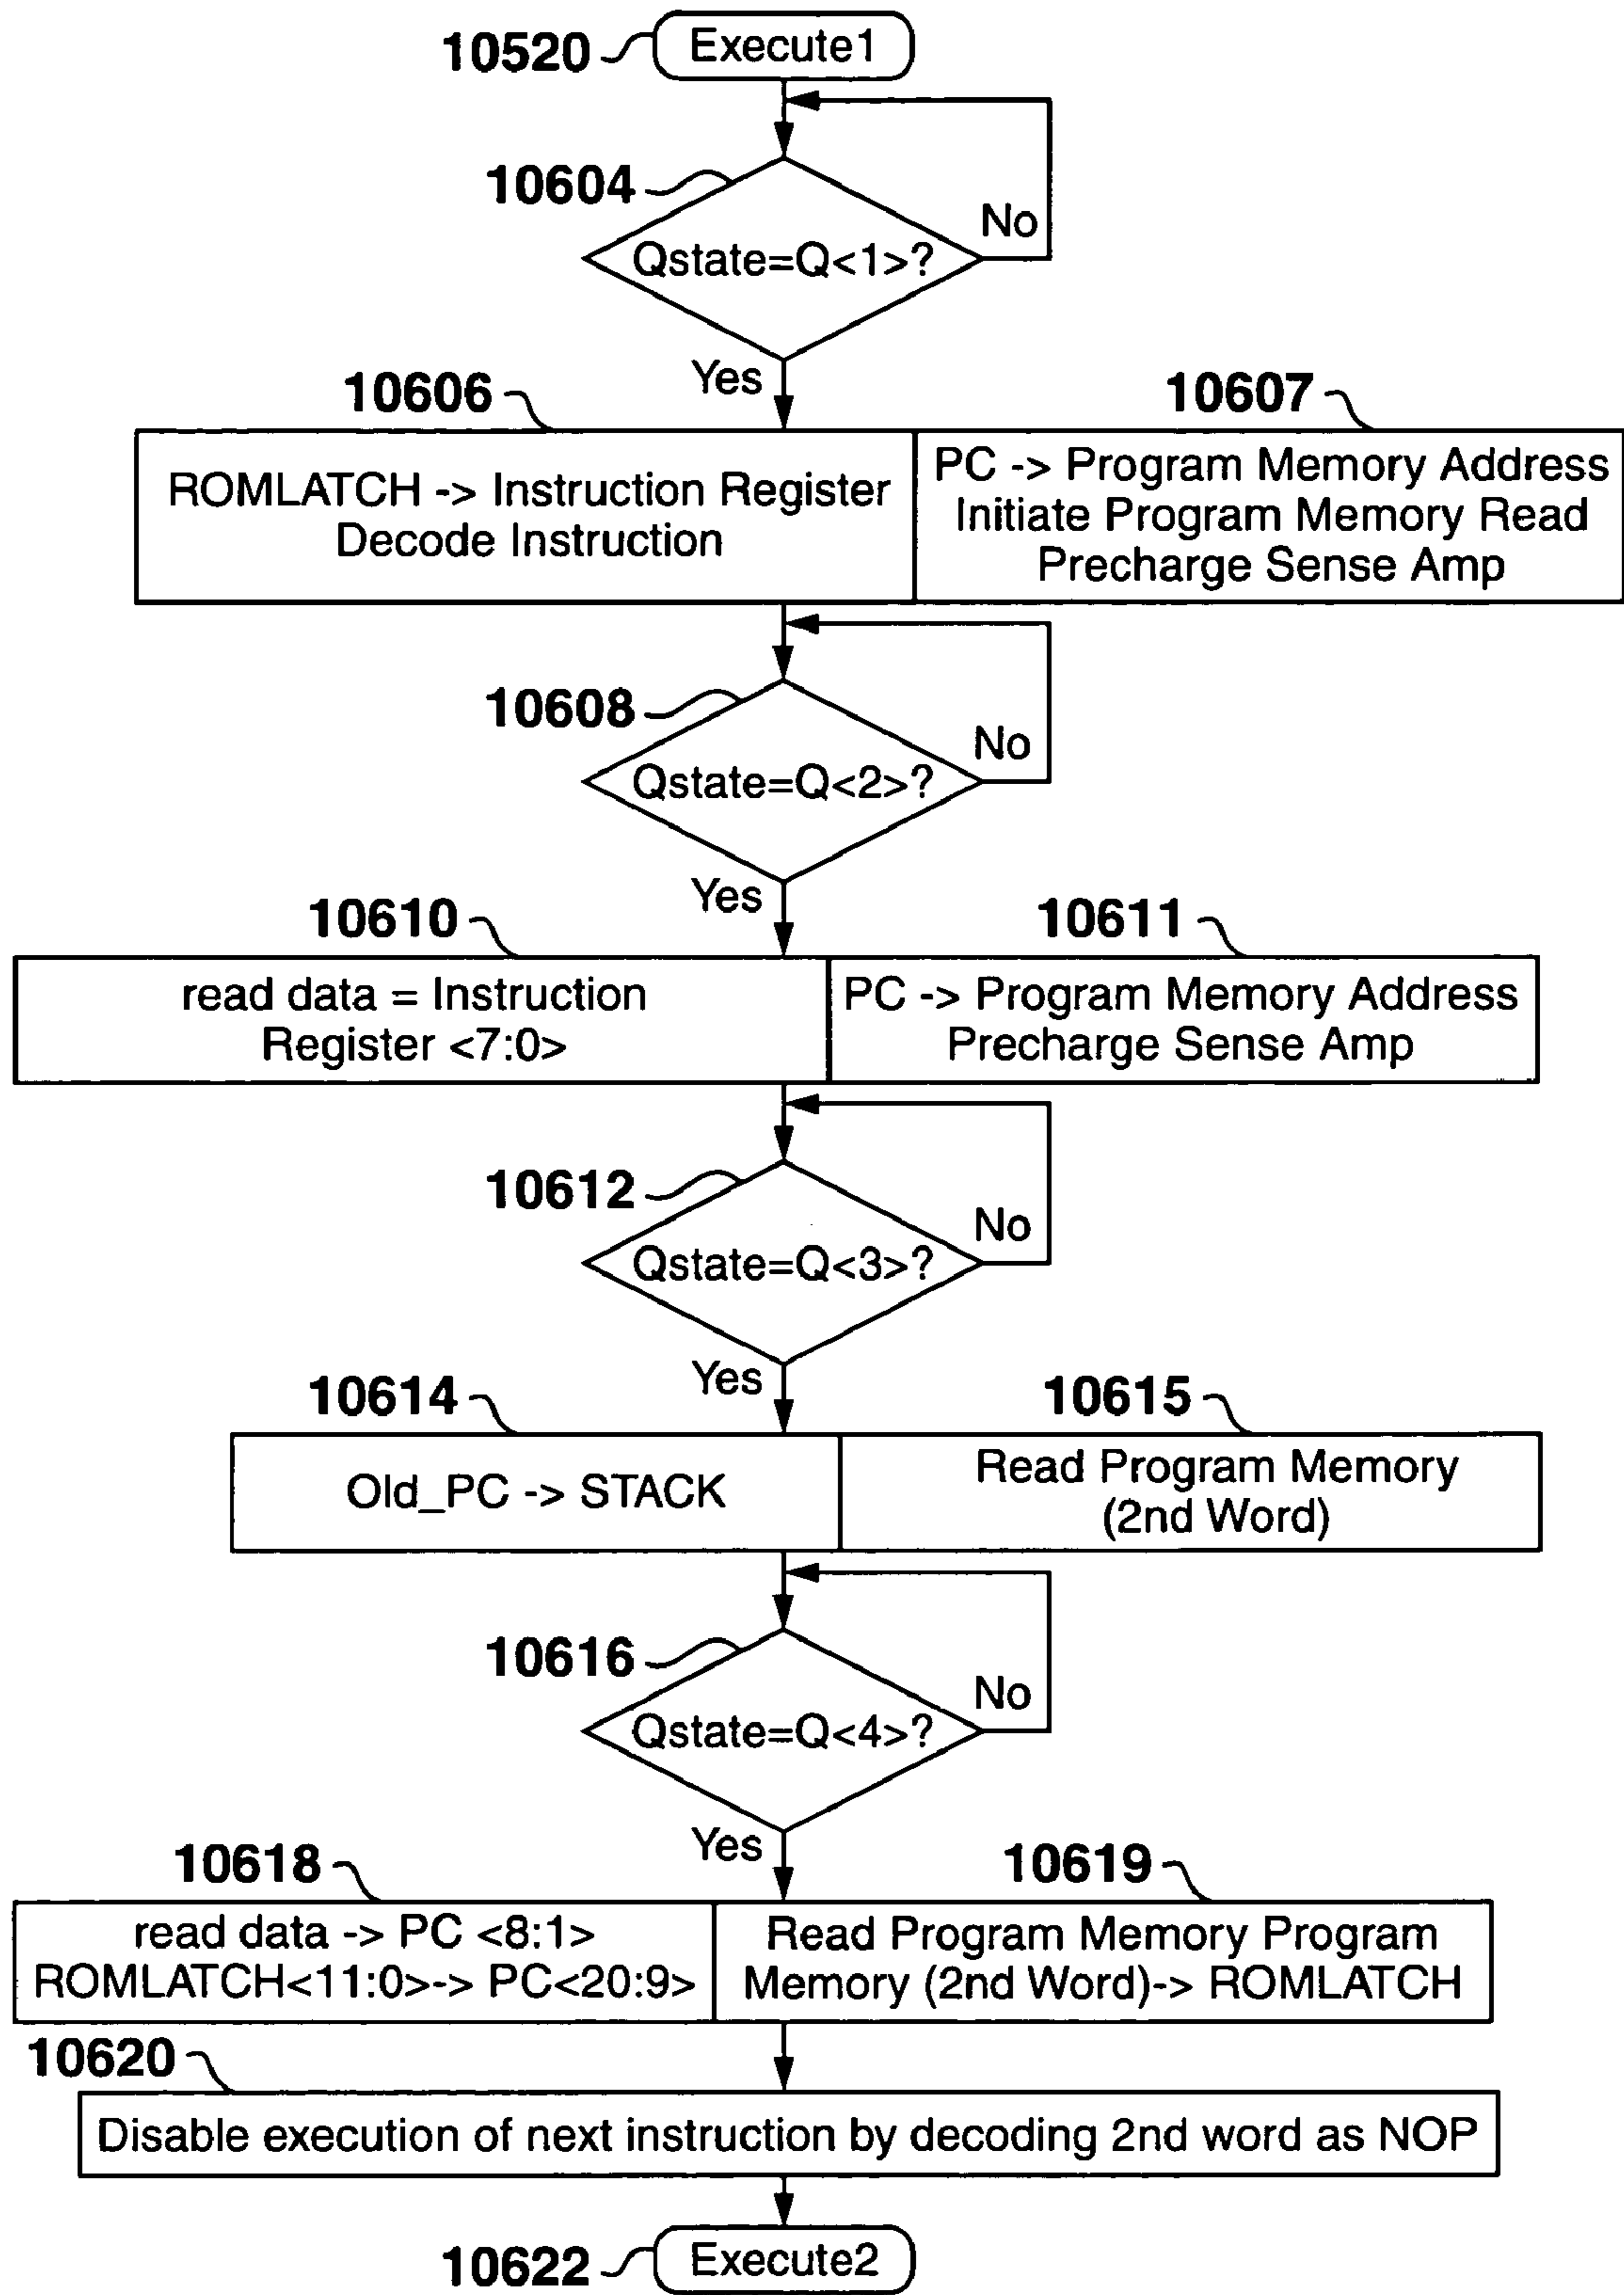 10520
Execute1
10604
No
Qstate=Q<1>?
Yes
10606
10607
ROMLATCH -> Instruction Register
Decode Instruction
PC -> Program Memory Address
Initiate Program Memory Read
Precharge Sense Amp
10608
No
Qstate=Q<2>?
Yes
10610
10611
read data = Instruction
Register <7:0>
PC -> Program Memory Address
Precharge Sense Amp
10612
No
Qstate=Q<3>?
Yes
10614
10615
Old_PC -> STACK
Read Program Memory
(2nd Word)
10616
No
Qstate=Q<4>?
Yes
10618
10619
read data -> PC <8:1>
ROMLATCH<11:0>-> PC<20:9>
Read Program Memory Program
Memory (2nd Word)-> ROMLATCH
10620
Disable execution of next instruction by decoding 2nd word as NOP
10622
Execute2